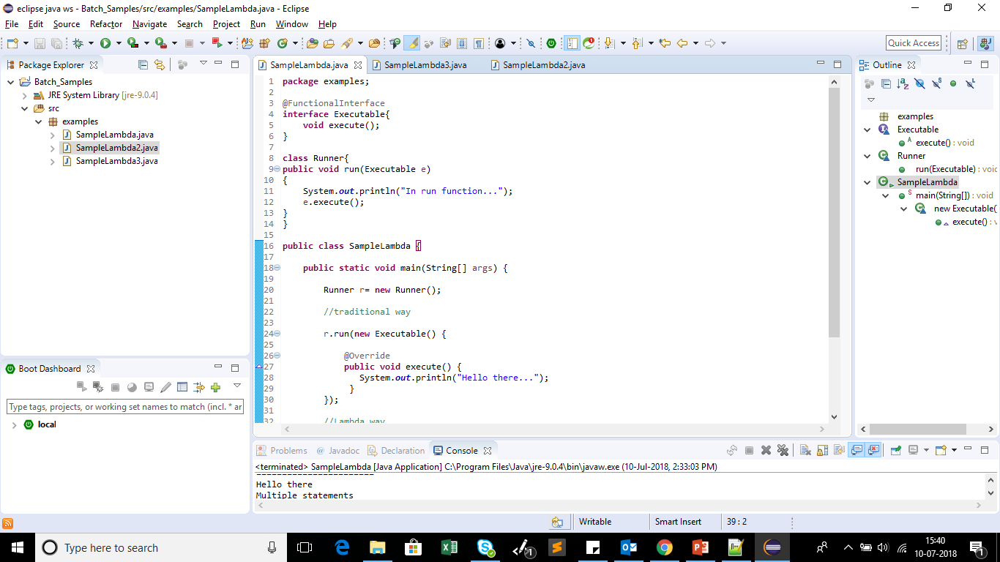 eclipse java ws - Batch_Samples/src/examples/SampleLambda.java - Eclipse
File Edit Source Refactor Navigate Search Project Run Window Help
Quick Access
Package Explorer
Batch_Samples
JRE System Library [jre-9.0.4]
src
examples
SampleLambda.java
SampleLambda2.java
SampleLambda3.java
Boot Dashboard
Type tags, projects, or working set names to match (incl. * ar
local
SampleLambda.java SampleLambda3.java SampleLambda2.java
1 package examples;
2
3 @FunctionalInterface
4 interface Executable{
5 void execute();
6 }
7
8 class Runner{
9 public void run(Executable e)
10 {
11 System.out.println("In run function...");
12 e.execute();
13 }
14 }
15
16 public class SampleLambda {
17
18 public static void main(String[] args) {
19
20 Runner r= new Runner();
21
22 //traditional way
23
24 r.run(new Executable() {
25
26 @Override
27 public void execute() {
28 System.out.println("Hello there...");
29 }
30 });
31
32 //Lambda way
Outline
examples
Executable
execute() : void
Runner
run(Executable) : voic
SampleLambda
main(String[]) : void
new Executable(
execute() : v
Problems @ Javadoc Declaration Console
<terminated> SampleLambda [Java Application] C:\Program Files\Java\jre-9.0.4\bin\javaw.exe (10-Jul-2018, 2:33:03 PM)
-----------------------
Hello there
Multiple statements
Writable Smart Insert 39 : 2
Type here to search
15:40
10-07-2018